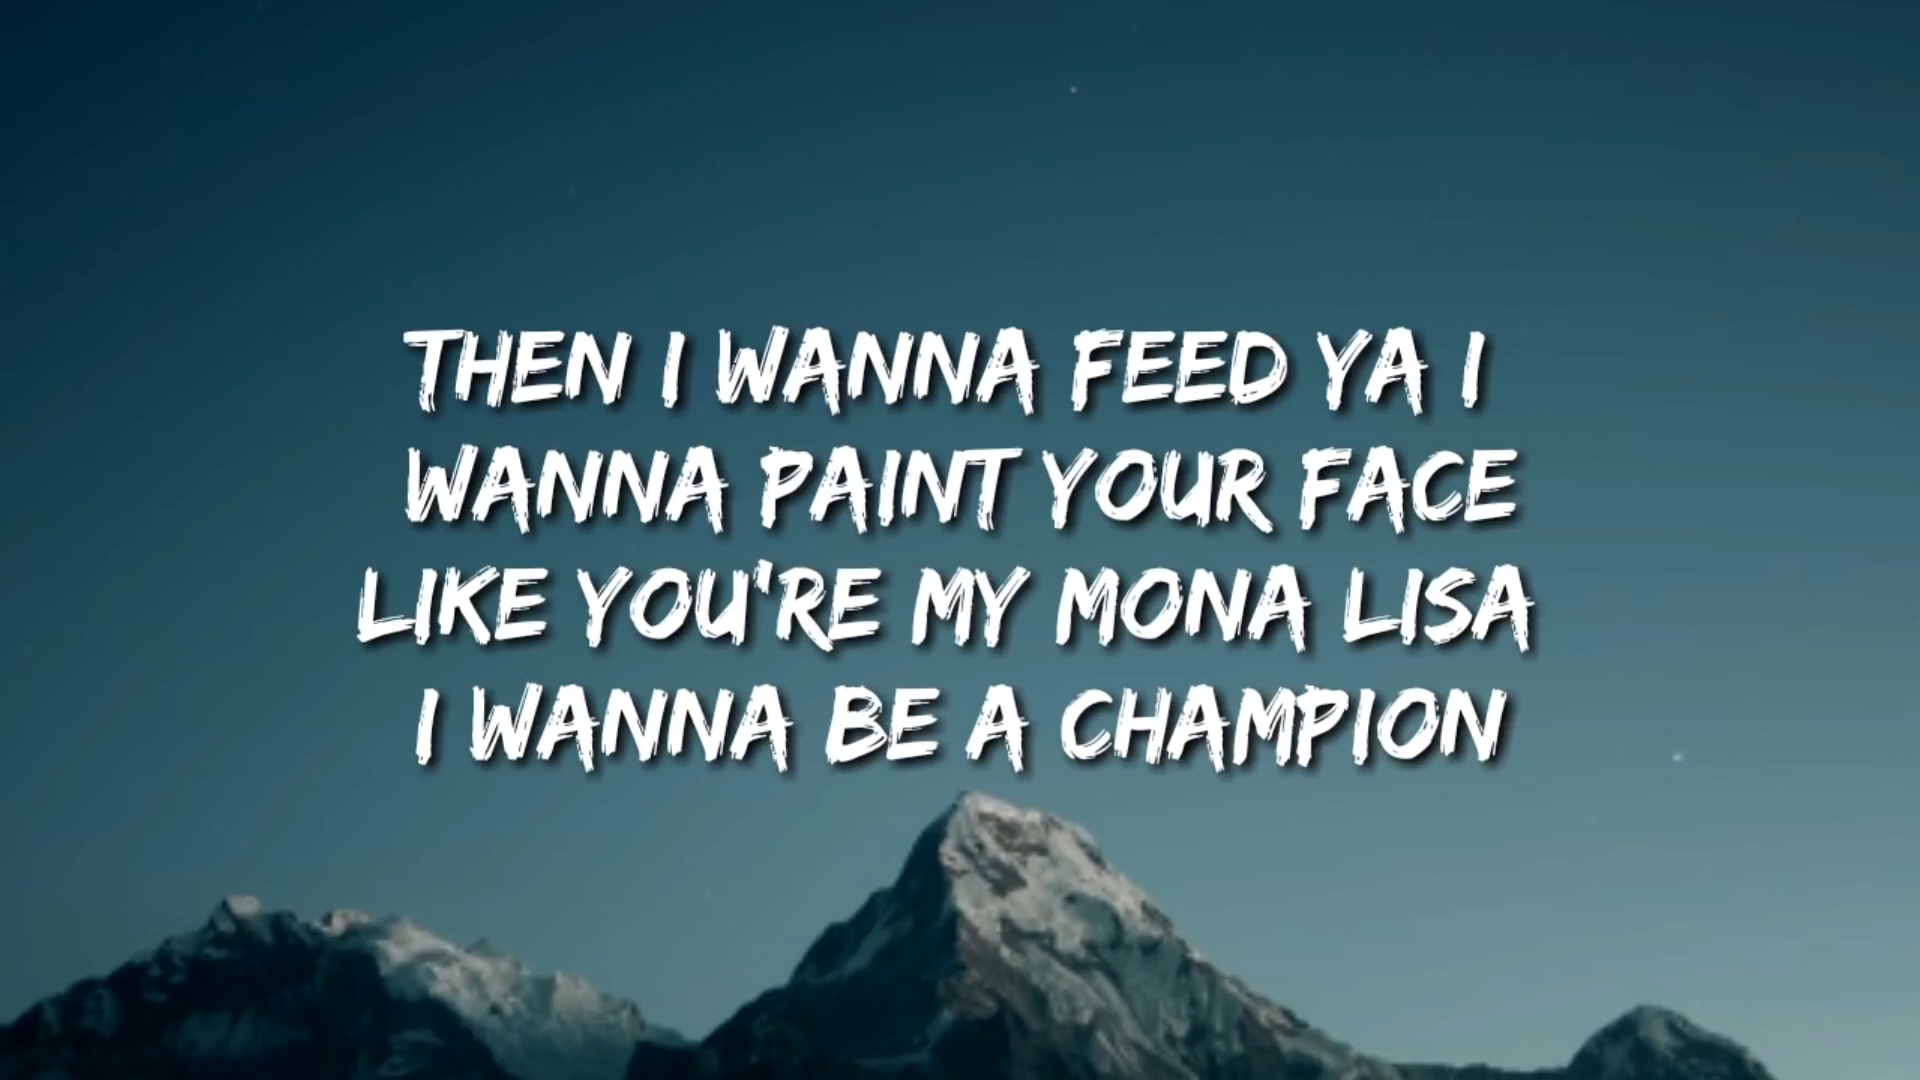 THEN I WANNA FEED YA I
WANNA PAINT YOUR FACE
LIKE YOU'RE MY MONA LISA
I WANNA BE A CHAMPION